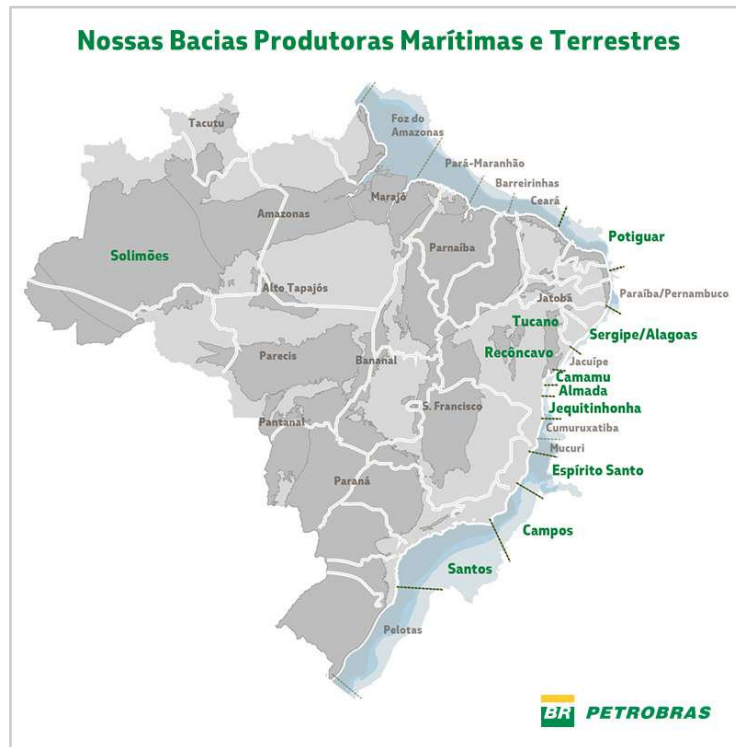 Nossas Bacias Produtoras Marítimas e Terrestres
Tacutu
Foz do
Amazonas
Pará-Maranhão
Barreirinhas
Ceará
Marajó
Amazonas
Potiguar
Parnaíba
Solimões
Alto Tapajós
Jatobá
Paraíba/Pernambuco
Tucano
Sergipe/Alagoas
Recôncavo
Jacuípe
Parecis
Bananal
Camamu
Almada
Jequitinhonha
S. Francisco
Pantanal
Cumuruxatiba
Mucuri
Espírito Santo
Paraná
Campos
Santos
Pelotas
BR PETROBRAS